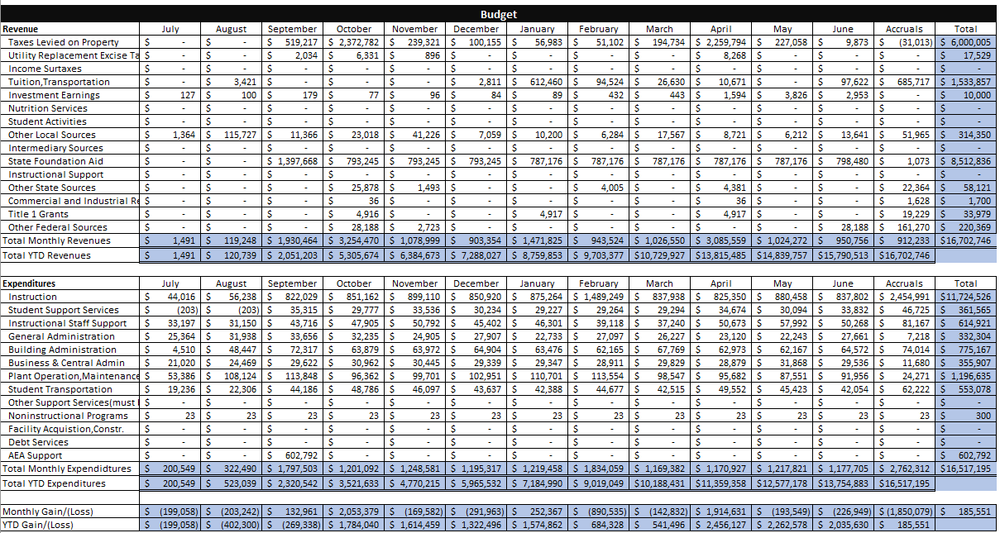 Budget
Revenue July August September October November December January February March April May June Accruals Total
Taxes Levied on Property $ - $ - $ 519,217 $ 2,372,782 $ 239,321 $ 100,155 $ 56,983 $ 51,102 $ 194,734 $ 2,259,794 $ 227,058 $ 9,873 $ (31,013) $ 6,000,005
Utility Replacement Excise Ta $ - $ - $ 2,034 $ 6,331 $ 896 $ - $ - $ - $ - $ 8,268 $ - $ - $ - $ 17,529
Income Surtaxes $ - $ - $ - $ - $ - $ - $ - $ - $ - $ - $ - $ - $ - $ -
Tuition,Transportation $ - $ 3,421 $ - $ - $ - $ 2,811 $ 612,460 $ 94,524 $ 26,630 $ 10,671 $ - $ 97,622 $ 685,717 $ 1,533,857
Investment Earnings $ 127 $ 100 $ 179 $ 77 $ 96 $ 84 $ 89 $ 432 $ 443 $ 1,594 $ 3,826 $ 2,953 $ - $ 10,000
Nutrition Services $ - $ - $ - $ - $ - $ - $ - $ - $ - $ - $ - $ - $ - $ -
Student Activities $ - $ - $ - $ - $ - $ - $ - $ - $ - $ - $ - $ - $ - $ -
Other Local Sources $ 1,364 $ 115,727 $ 11,366 $ 23,018 $ 41,226 $ 7,059 $ 10,200 $ 6,284 $ 17,567 $ 8,721 $ 6,212 $ 13,641 $ 51,965 $ 314,350
Intermediary Sources $ - $ - $ - $ - $ - $ - $ - $ - $ - $ - $ - $ - $ - $ -
State Foundation Aid $ - $ - $ 1,397,668 $ 793,245 $ 793,245 $ 793,245 $ 787,176 $ 787,176 $ 787,176 $ 787,176 $ 787,176 $ 798,480 $ 1,073 $ 8,512,836
Instructional Support $ - $ - $ - $ - $ - $ - $ - $ - $ - $ - $ - $ - $ - $ -
Other State Sources $ - $ - $ - $ 25,878 $ 1,493 $ - $ - $ 4,005 $ - $ 4,381 $ - $ - $ 22,364 $ 58,121
Commercial and Industrial Re $ - $ - $ - $ 36 $ - $ - $ - $ - $ - $ 36 $ - $ - $ 1,628 $ 1,700
Title 1 Grants $ - $ - $ - $ 4,916 $ - $ - $ 4,917 $ - $ - $ 4,917 $ - $ - $ 19,229 $ 33,979
Other Federal Sources $ - $ - $ - $ 28,188 $ 2,723 $ - $ - $ - $ - $ - $ - $ 28,188 $ 161,270 $ 220,369
Total Monthly Revenues $ 1,491 $ 119,248 $ 1,930,464 $ 3,254,470 $ 1,078,999 $ 903,354 $ 1,471,825 $ 943,524 $ 1,026,550 $ 3,085,559 $ 1,024,272 $ 950,756 $ 912,233 $16,702,746
Total YTD Revenues $ 1,491 $ 120,739 $ 2,051,203 $ 5,305,674 $ 6,384,673 $ 7,288,027 $ 8,759,853 $ 9,703,377 $10,729,927 $13,815,485 $14,839,757 $15,790,513 $16,702,746
Expenditures July August September October November December January February March April May June Accruals Total
Instruction $ 44,016 $ 56,238 $ 822,029 $ 851,162 $ 899,110 $ 850,920 $ 875,264 $ 1,489,249 $ 837,938 $ 825,350 $ 880,458 $ 837,802 $ 2,454,991 $11,724,526
Student Support Services $ (203) $ (203) $ 35,315 $ 29,777 $ 33,536 $ 30,234 $ 29,227 $ 29,264 $ 29,294 $ 34,674 $ 30,094 $ 33,832 $ 46,725 $ 361,565
Instructional Staff Support $ 33,197 $ 31,150 $ 43,716 $ 47,905 $ 50,792 $ 45,402 $ 46,301 $ 39,118 $ 37,240 $ 50,673 $ 57,992 $ 50,268 $ 81,167 $ 614,921
General Administration $ 25,364 $ 31,938 $ 33,656 $ 32,235 $ 24,905 $ 27,907 $ 22,733 $ 27,097 $ 26,227 $ 23,120 $ 22,243 $ 27,661 $ 7,218 $ 332,304
Building Administration $ 4,510 $ 48,447 $ 72,317 $ 63,879 $ 63,972 $ 64,904 $ 63,476 $ 62,165 $ 67,769 $ 62,973 $ 62,167 $ 64,572 $ 74,014 $ 775,167
Business & Central Admin $ 21,020 $ 24,469 $ 29,622 $ 30,962 $ 30,445 $ 29,339 $ 29,347 $ 28,911 $ 29,829 $ 28,879 $ 31,868 $ 29,536 $ 11,680 $ 355,907
Plant Operation,Maintenance $ 53,386 $ 108,124 $ 113,848 $ 96,362 $ 99,701 $ 102,951 $ 110,701 $ 113,554 $ 98,547 $ 95,682 $ 87,551 $ 91,956 $ 24,271 $ 1,196,635
Student Transportation $ 19,236 $ 22,306 $ 44,186 $ 48,786 $ 46,097 $ 43,637 $ 42,388 $ 44,677 $ 42,515 $ 49,552 $ 45,423 $ 42,054 $ 62,222 $ 553,078
Other Support Services(must $ - $ - $ - $ - $ - $ - $ - $ - $ - $ - $ - $ - $ - $ -
Noninstructional Programs $ 23 $ 23 $ 23 $ 23 $ 23 $ 23 $ 23 $ 23 $ 23 $ 23 $ 23 $ 23 $ 23 $ 300
Facility Acquistion,Constr. $ - $ - $ - $ - $ - $ - $ - $ - $ - $ - $ - $ - $ - $ -
Debt Services $ - $ - $ - $ - $ - $ - $ - $ - $ - $ - $ - $ - $ - $ -
AEA Support $ - $ - $ 602,792 $ - $ - $ - $ - $ - $ - $ - $ - $ - $ - $ 602,792
Total Monthly Expendidtures $ 200,549 $ 322,490 $ 1,797,503 $ 1,201,092 $ 1,248,581 $ 1,195,317 $ 1,219,458 $ 1,834,059 $ 1,169,382 $ 1,170,927 $ 1,217,821 $ 1,177,705 $ 2,762,312 $16,517,195
Total YTD Expenditures $ 200,549 $ 523,039 $ 2,320,542 $ 3,521,633 $ 4,770,215 $ 5,965,532 $ 7,184,990 $ 9,019,049 $10,188,431 $11,359,358 $12,577,178 $13,754,883 $16,517,195
Monthly Gain/(Loss) $ (199,058) $ (203,242) $ 132,961 $ 2,053,379 $ (169,582) $ (291,963) $ 252,367 $ (890,535) $ (142,832) $ 1,914,631 $ (193,549) $ (226,949) $ (1,850,079) $ 185,551
YTD Gain/(Loss) $ (199,058) $ (402,300) $ (269,338) $ 1,784,040 $ 1,614,459 $ 1,322,496 $ 1,574,862 $ 684,328 $ 541,496 $ 2,456,127 $ 2,262,578 $ 2,035,630 $ 185,551